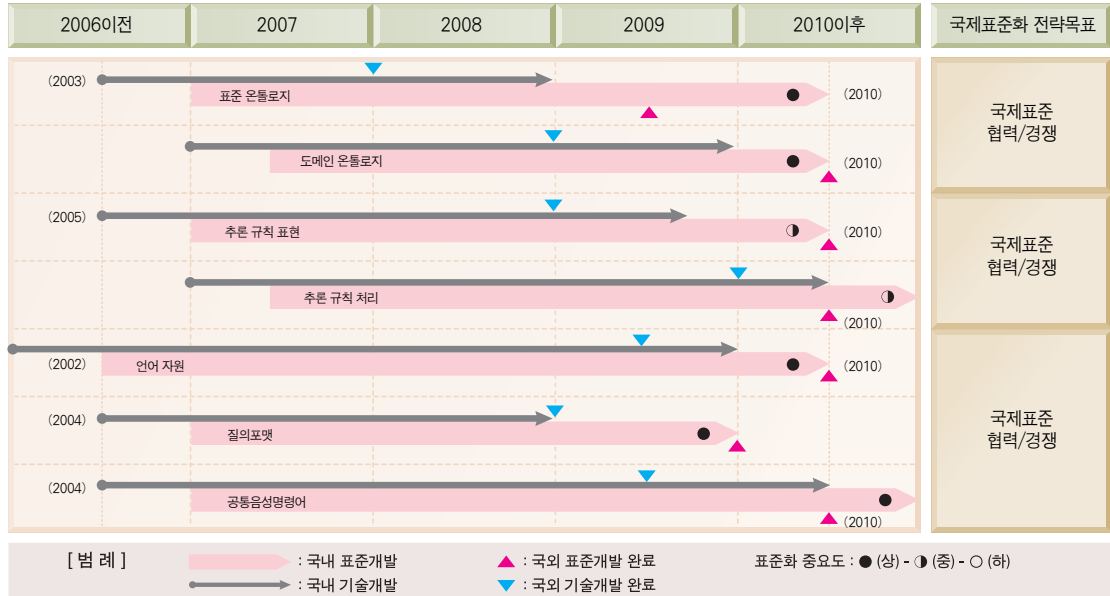 2006이전 2007 2008 2009 2010이후 국제표준화 전략목표
(2003)
표준 온톨로지
(2010)
국제표준
협력/경쟁
도메인 온톨로지
(2010)
(2005)
추론 규칙 표현
(2010)
국제표준
협력/경쟁
추론 규칙 처리
(2010)
(2002)
언어 자원
(2010)
(2004)
질의포맷
국제표준
협력/경쟁
(2004)
공통음성명령어
(2010)
[ 범 례 ] : 국내 표준개발 ▲ : 국외 표준개발 완료 표준화 중요도 : ● (상) - ◑ (중) - ○ (하)
: 국내 기술개발 ▼ : 국외 기술개발 완료